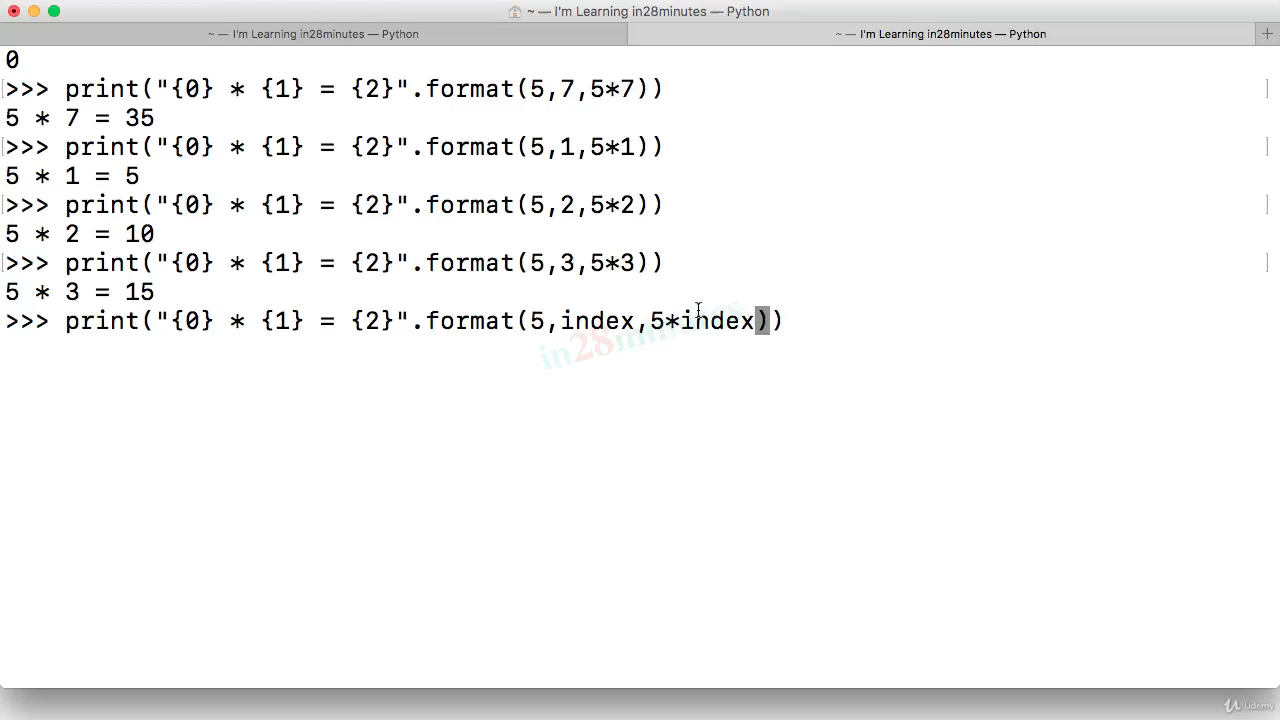 ~ — I'm Learning in28minutes — Python
~ — I'm Learning in28minutes — Python
~ — I'm Learning in28minutes — Python
+
0
>>> print("{0} * {1} = {2}".format(5,7,5*7))
5 * 7 = 35
>>> print("{0} * {1} = {2}".format(5,1,5*1))
5 * 1 = 5
>>> print("{0} * {1} = {2}".format(5,2,5*2))
5 * 2 = 10
>>> print("{0} * {1} = {2}".format(5,3,5*3))
5 * 3 = 15
>>> print("{0} * {1} = {2}".format(5,index,5*index))
in28minutes
Udemy